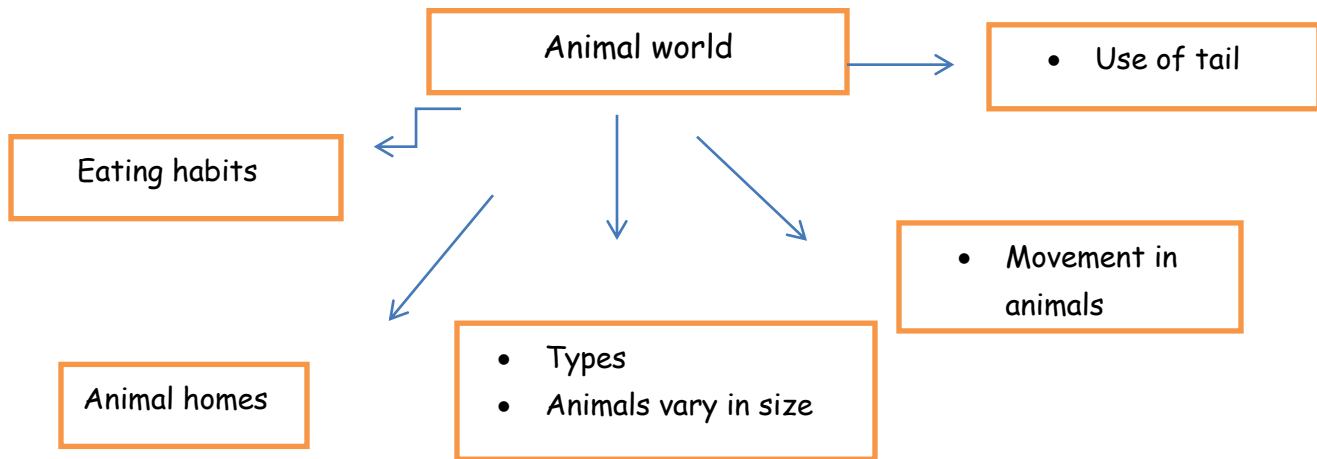 Animal world
• Use of tail
Eating habits
• Movement in
animals
• Types
• Animals vary in size
Animal homes